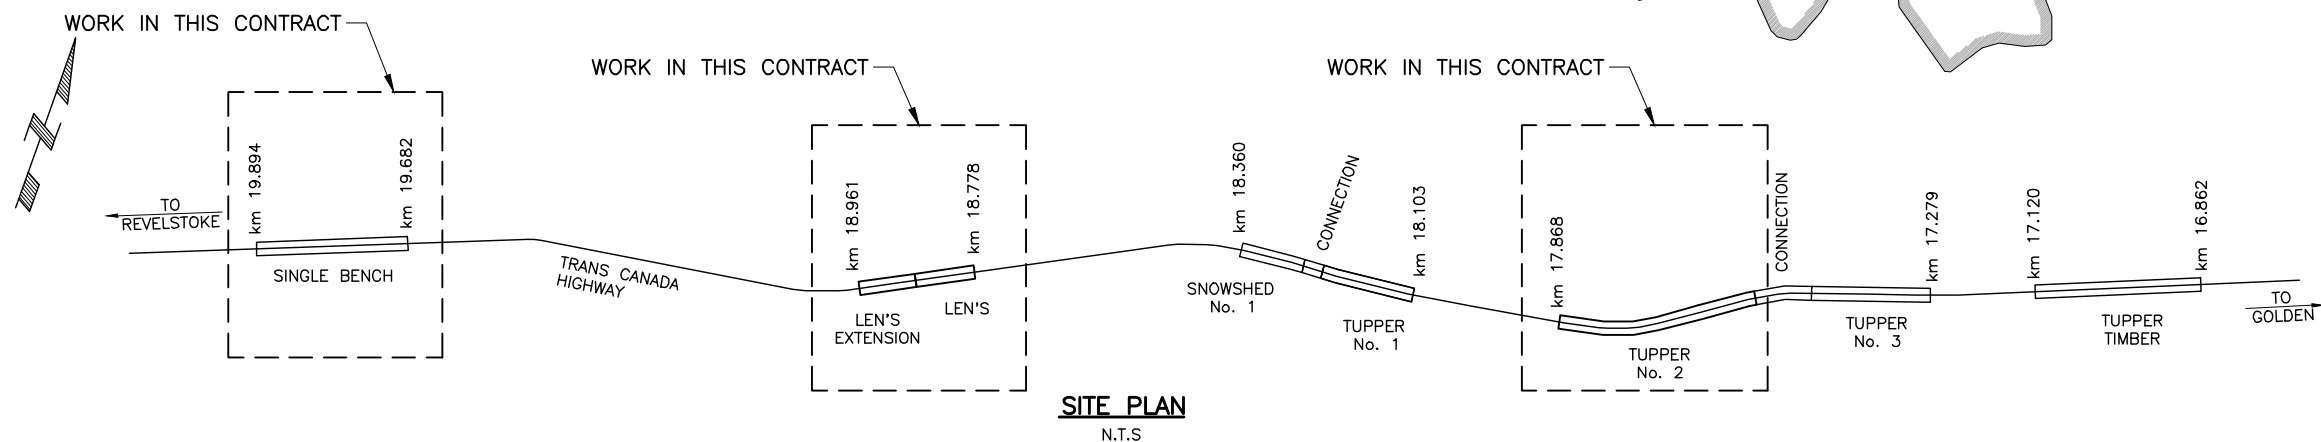 WORK IN THIS CONTRACT
WORK IN THIS CONTRACT
WORK IN THIS CONTRACT
TO
REVELSTOKE
km 19.894
km 19.682
SINGLE BENCH
TRANS CANADA
HIGHWAY
km 18.961
km 18.778
LEN'S
EXTENSION
LEN'S
km 18.360
CONNECTION
km 18.103
SNOWSHED
No. 1
TUPPER
No. 1
km 17.868
TUPPER
No. 2
CONNECTION
km 17.279
TUPPER
No. 3
km 17.120
km 16.862
TUPPER
TIMBER
TO
GOLDEN
SITE PLAN
N.T.S